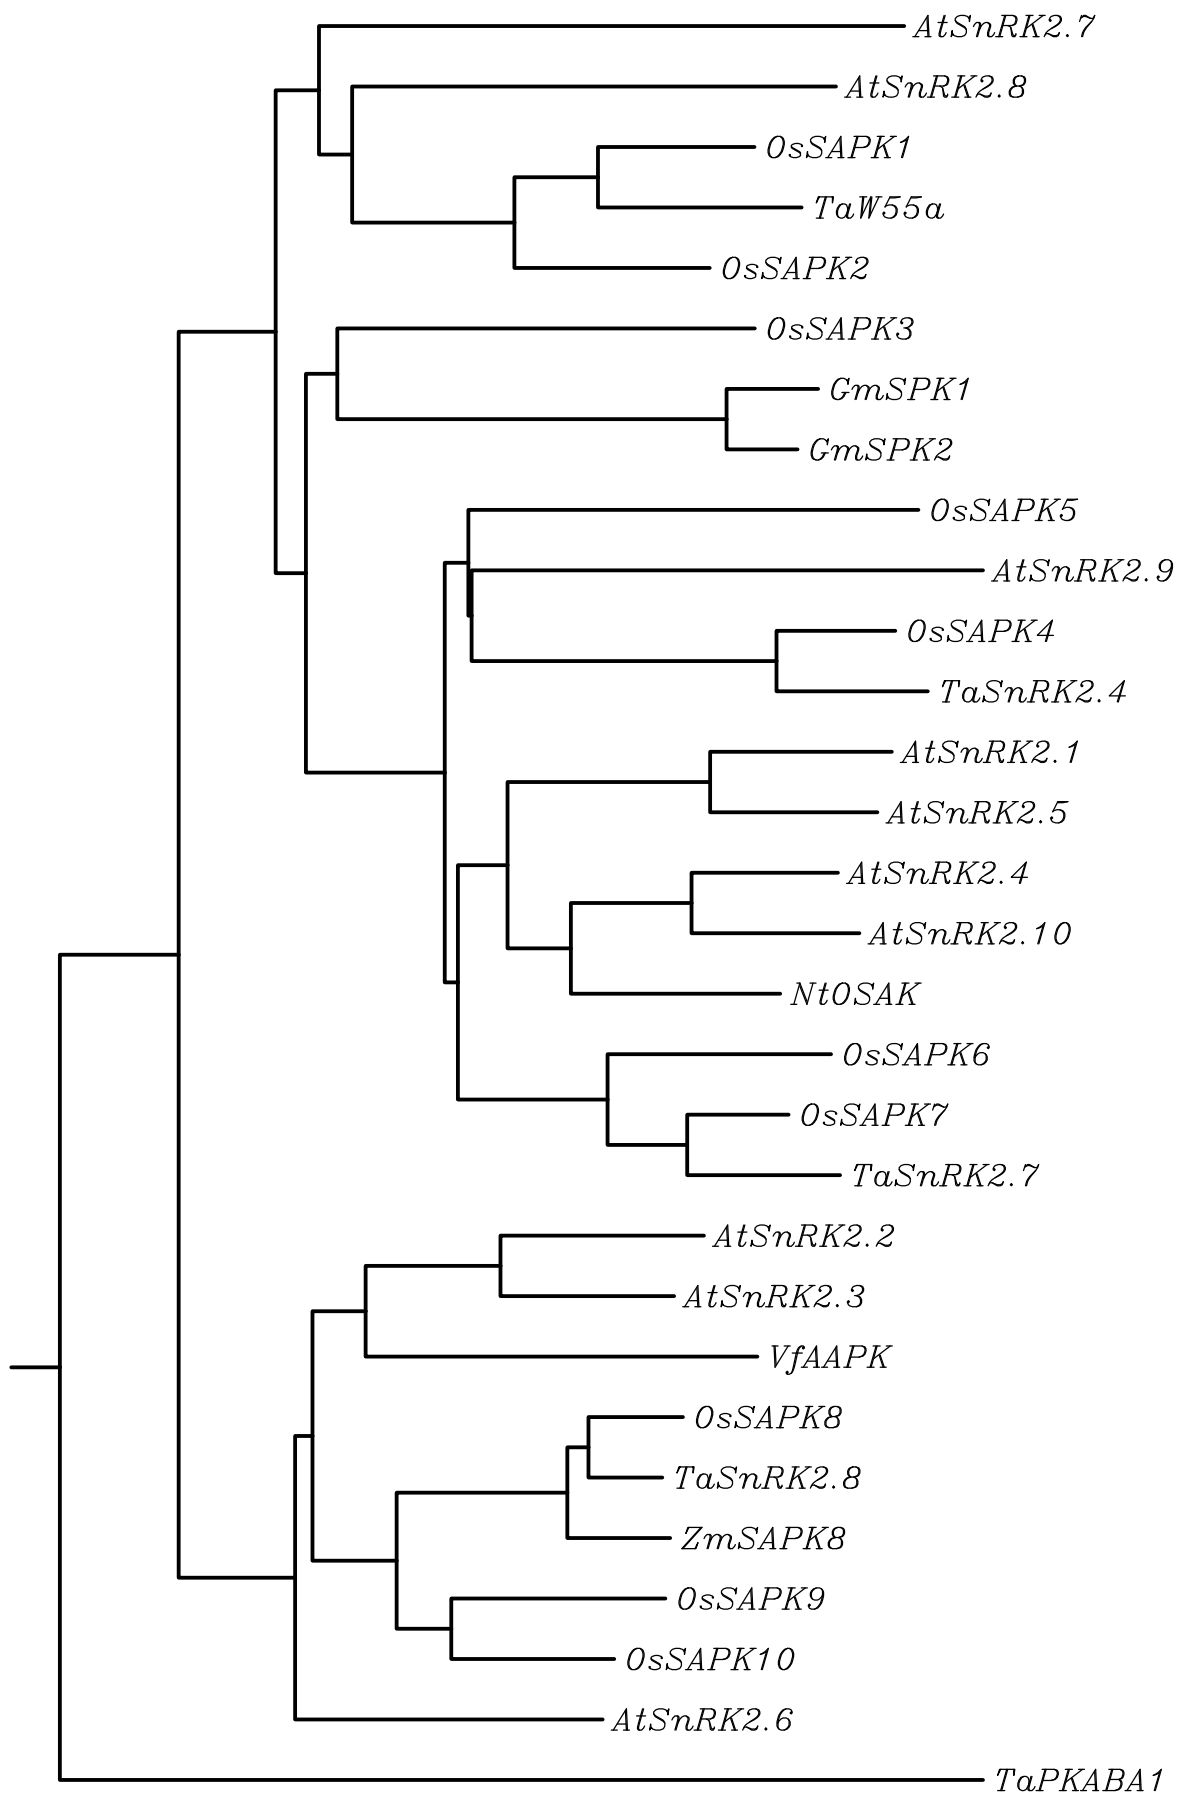 AtSnRK2.7
AtSnRK2.8
OsSAPK1
TaW55a
OsSAPK2
OsSAPK3
GmSPK1
GmSPK2
OsSAPK5
AtSnRK2.9
OsSAPK4
TaSnRK2.4
AtSnRK2.1
AtSnRK2.5
AtSnRK2.4
AtSnRK2.10
NtOSAK
OsSAPK6
OsSAPK7
TaSnRK2.7
AtSnRK2.2
AtSnRK2.3
VfAAPK
OsSAPK8
TaSnRK2.8
ZmSAPK8
OsSAPK9
OsSAPK10
AtSnRK2.6
TaPKABA1